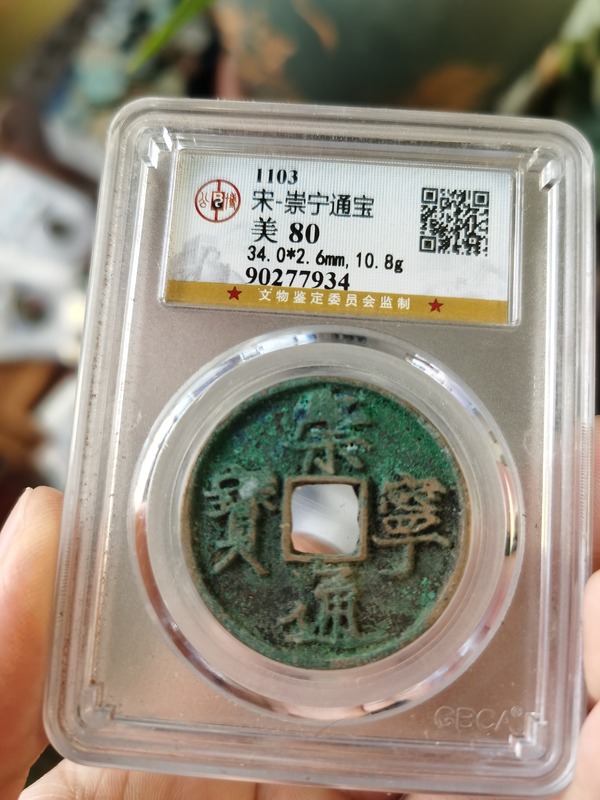 1103
宋-崇宁通宝
美 80
34.0*2.6mm, 10.8g
90277934
★ 文物鉴定委员会监制 ★
崇
寶 寧
通
GBCA®